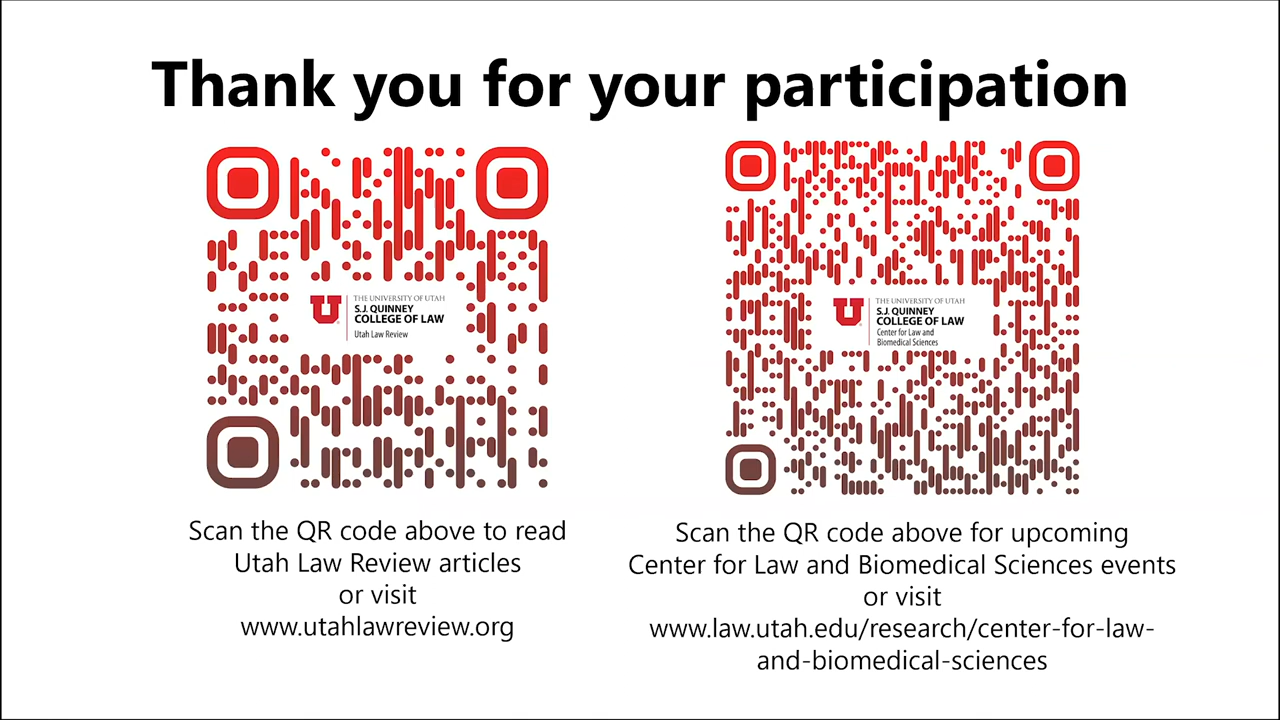 Thank you for your participation
THE UNIVERSITY OF UTAH
S.J. QUINNEY
COLLEGE OF LAW
Utah Law Review
THE UNIVERSITY OF UTAH
S.J. QUINNEY
COLLEGE OF LAW
Center for Law and
Biomedical Sciences
Scan the QR code above to read
Utah Law Review articles
or visit
www.utahlawreview.org
Scan the QR code above for upcoming
Center for Law and Biomedical Sciences events
or visit
www.law.utah.edu/research/center-for-law-
and-biomedical-sciences